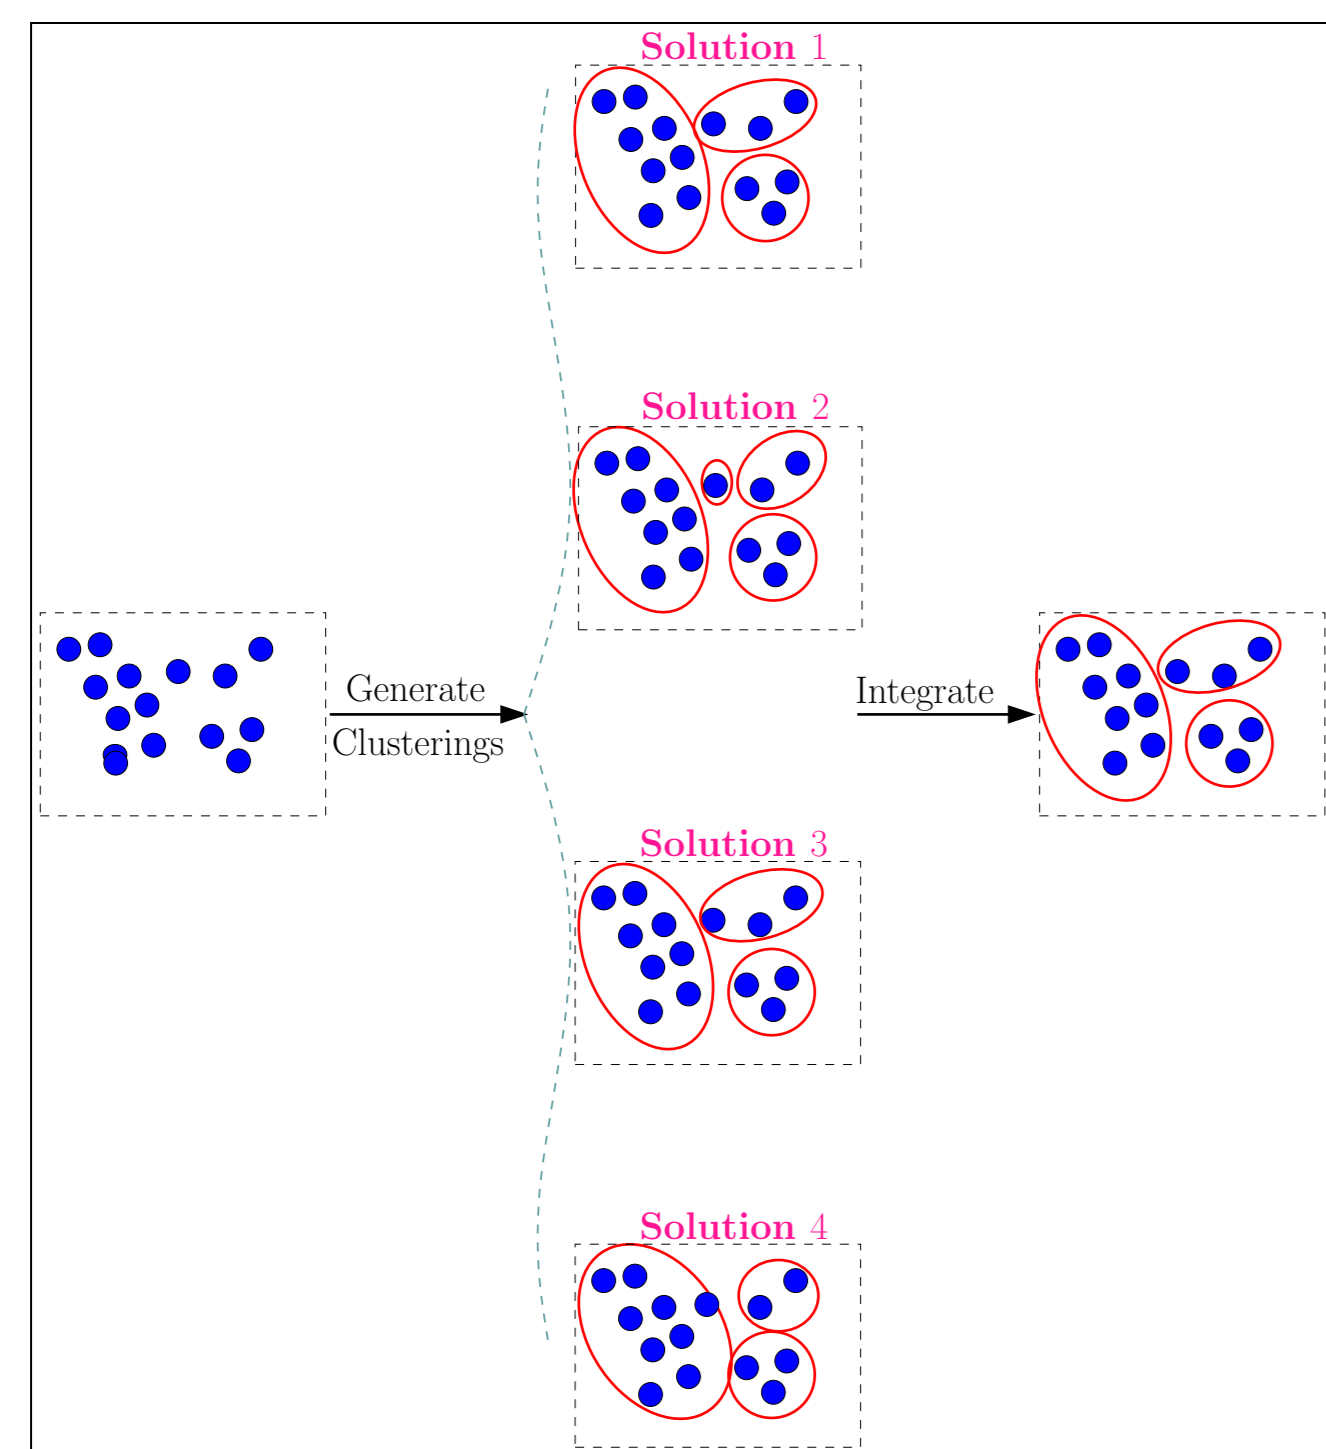 Solution 1
Solution 2
Generate
Clusterings
Integrate
Solution 3
Solution 4